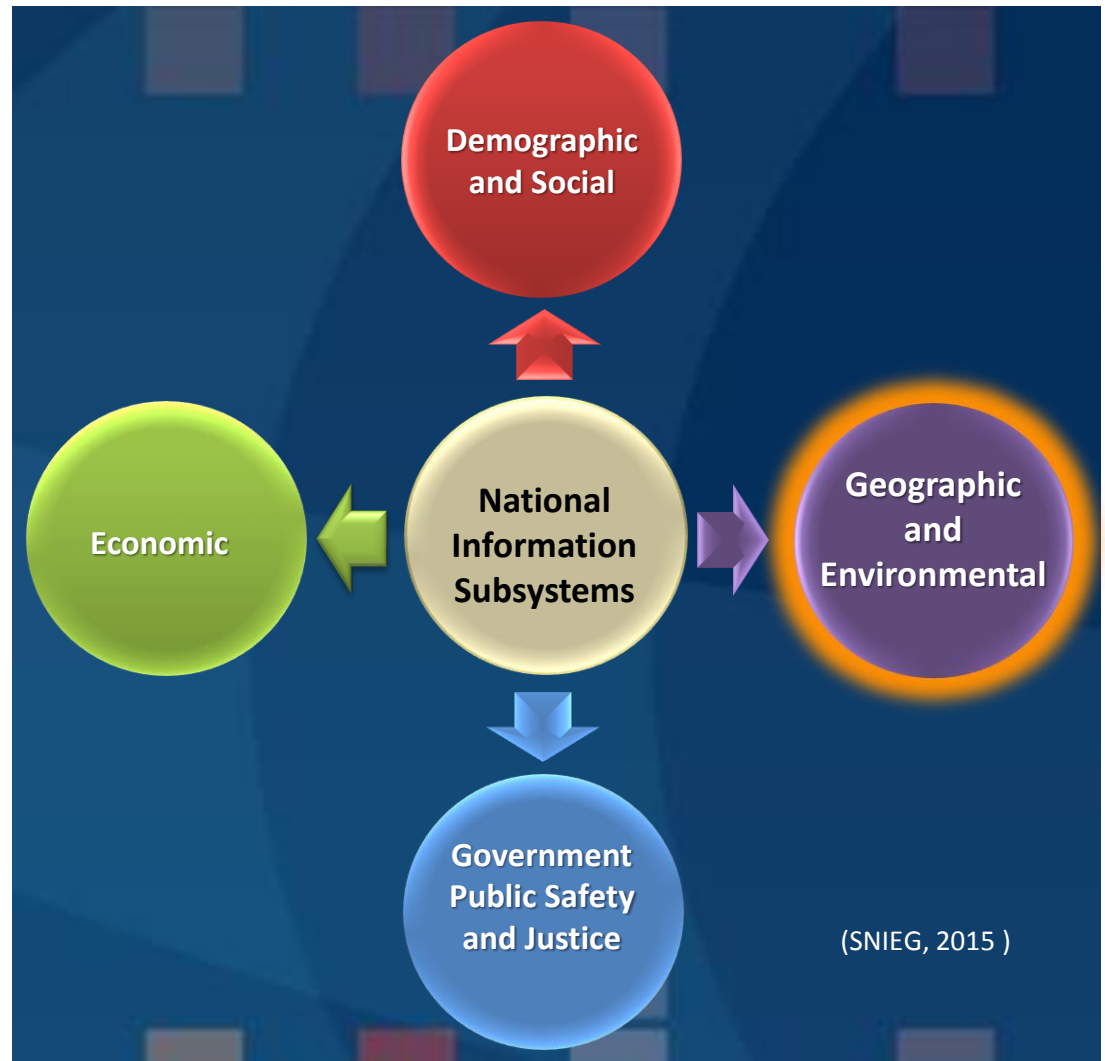 Demographic
and Social
Economic
National
Information
Subsystems
Geographic
and
Environmental
Government
Public Safety
and Justice
(SNIEG, 2015 )